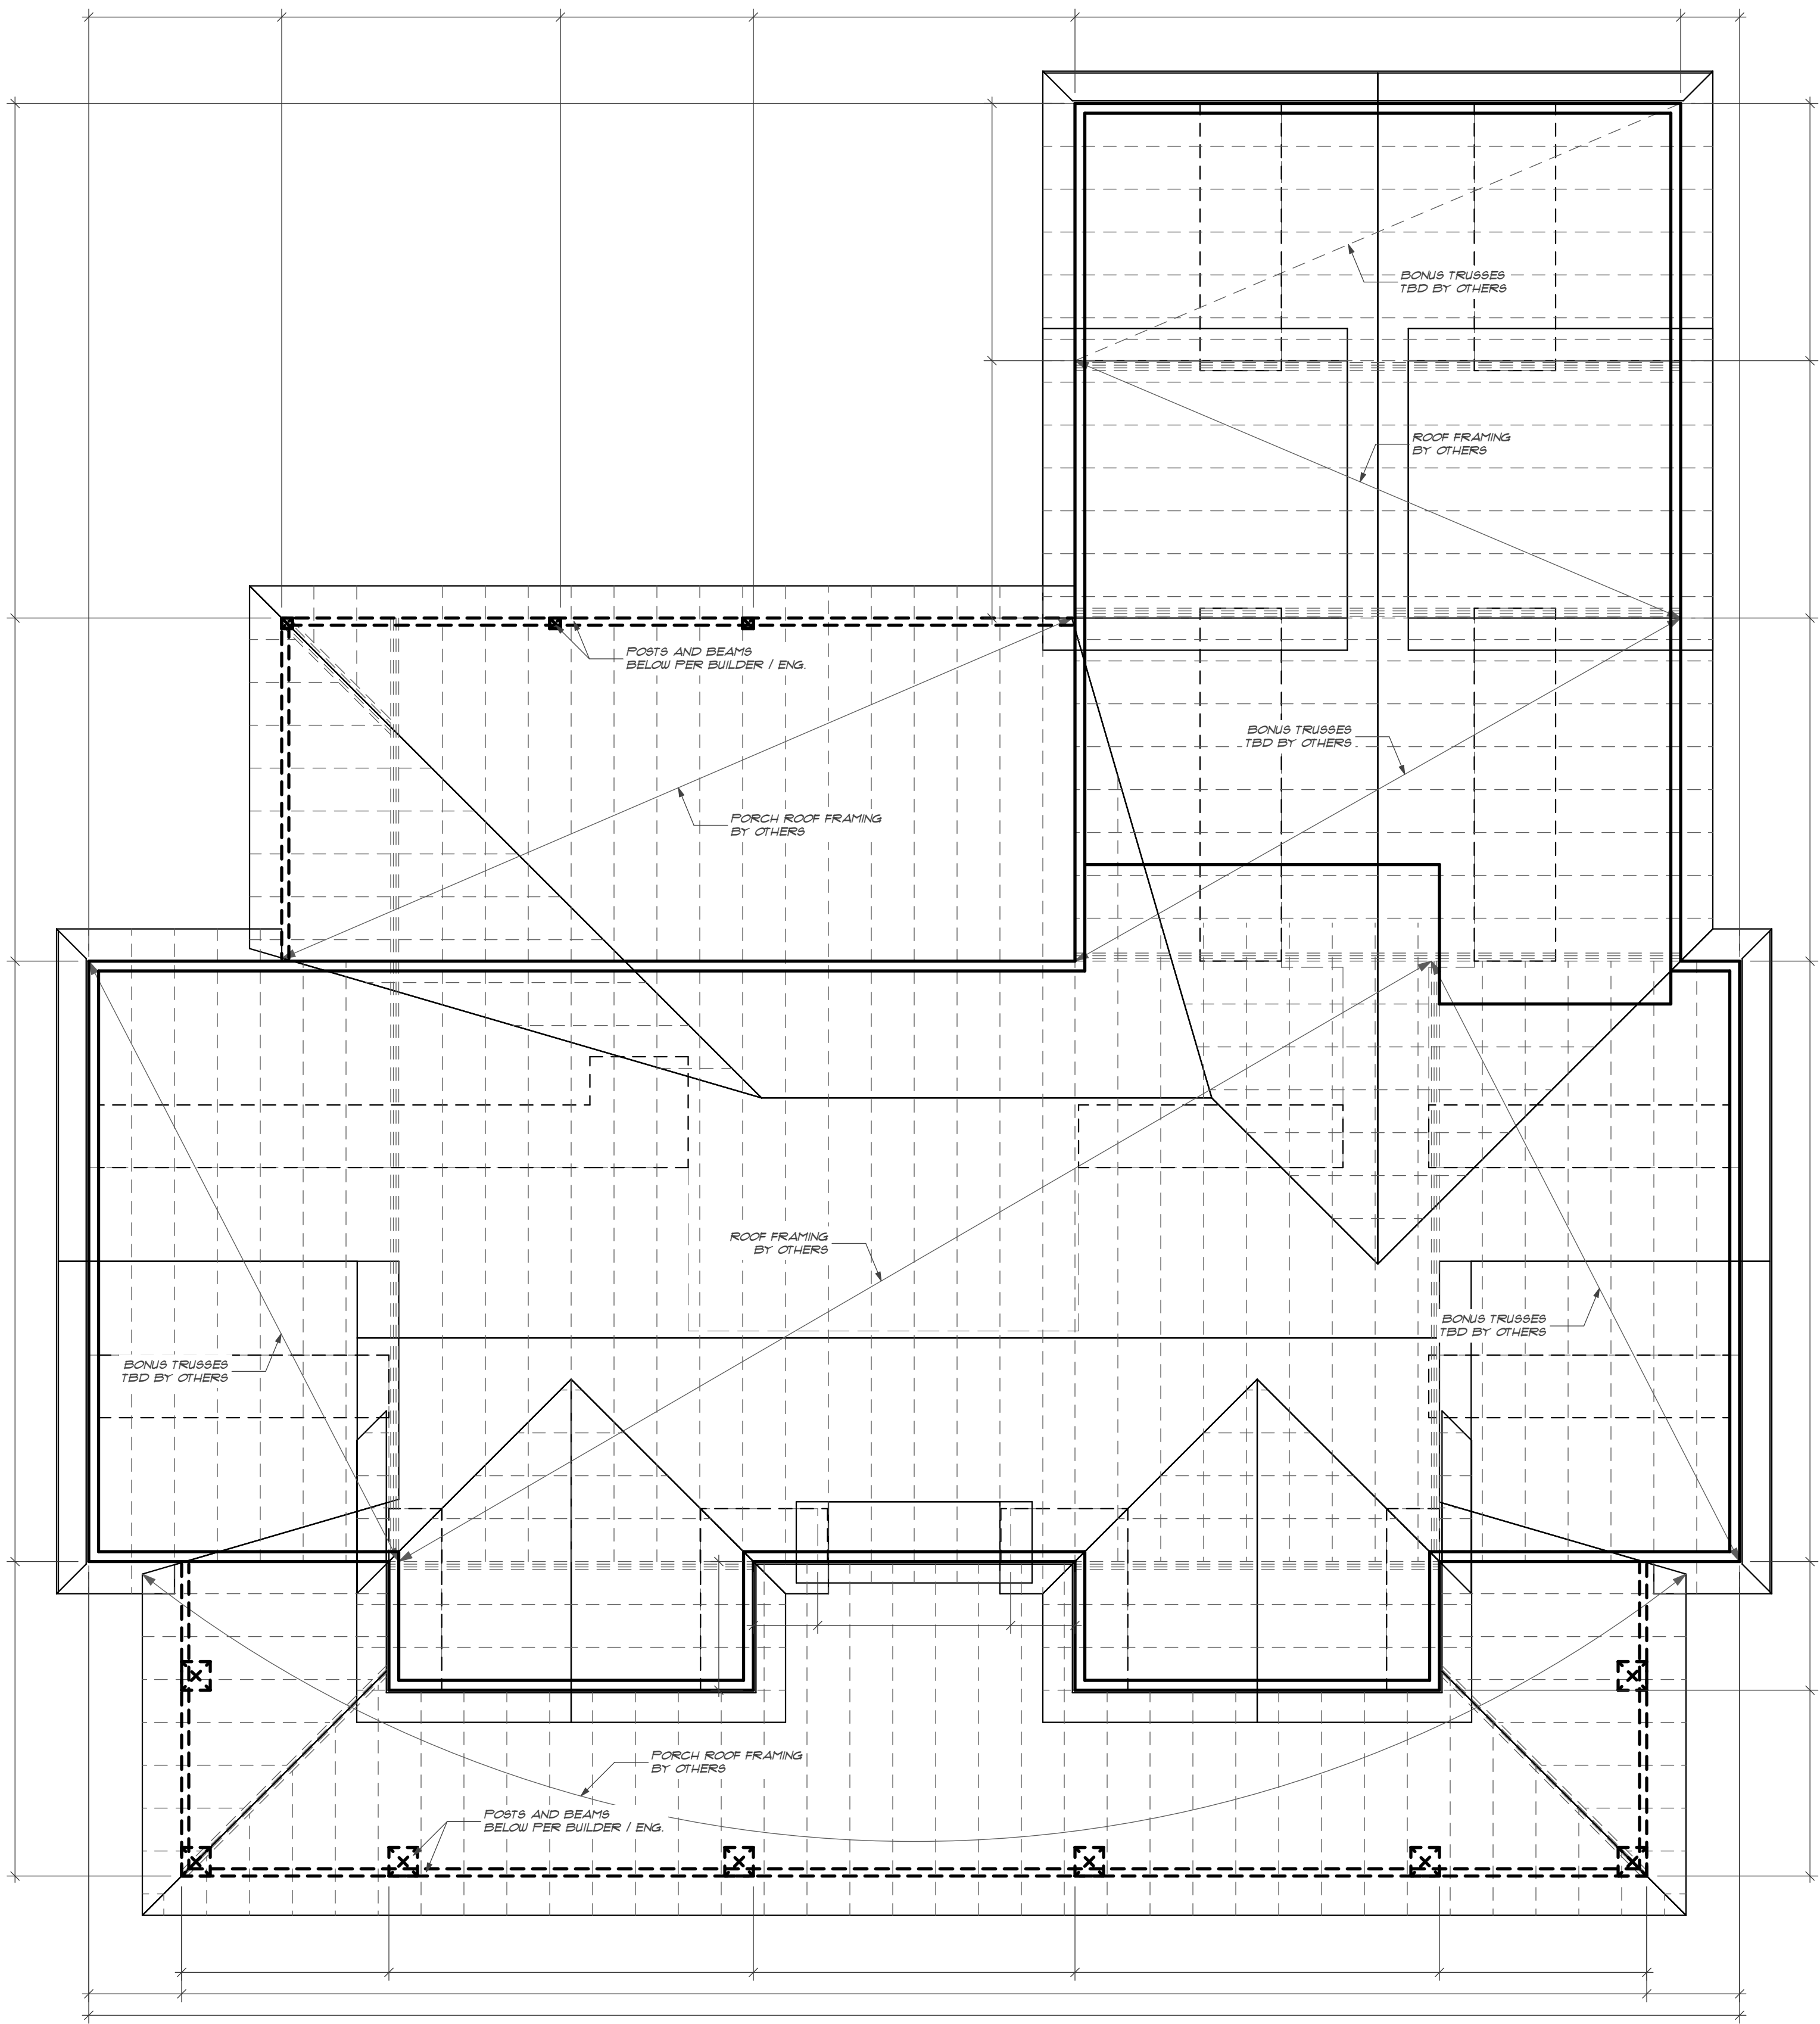 BONUS TRUSSES
TBD BY OTHERS
ROOF FRAMING
BY OTHERS
POSTS AND BEAMS
BELOW PER BUILDER / ENG.
BONUS TRUSSES
TBD BY OTHERS
PORCH ROOF FRAMING
BY OTHERS
ROOF FRAMING
BY OTHERS
BONUS TRUSSES
TBD BY OTHERS
BONUS TRUSSES
TBD BY OTHERS
PORCH ROOF FRAMING
BY OTHERS
POSTS AND BEAMS
BELOW PER BUILDER / ENG.